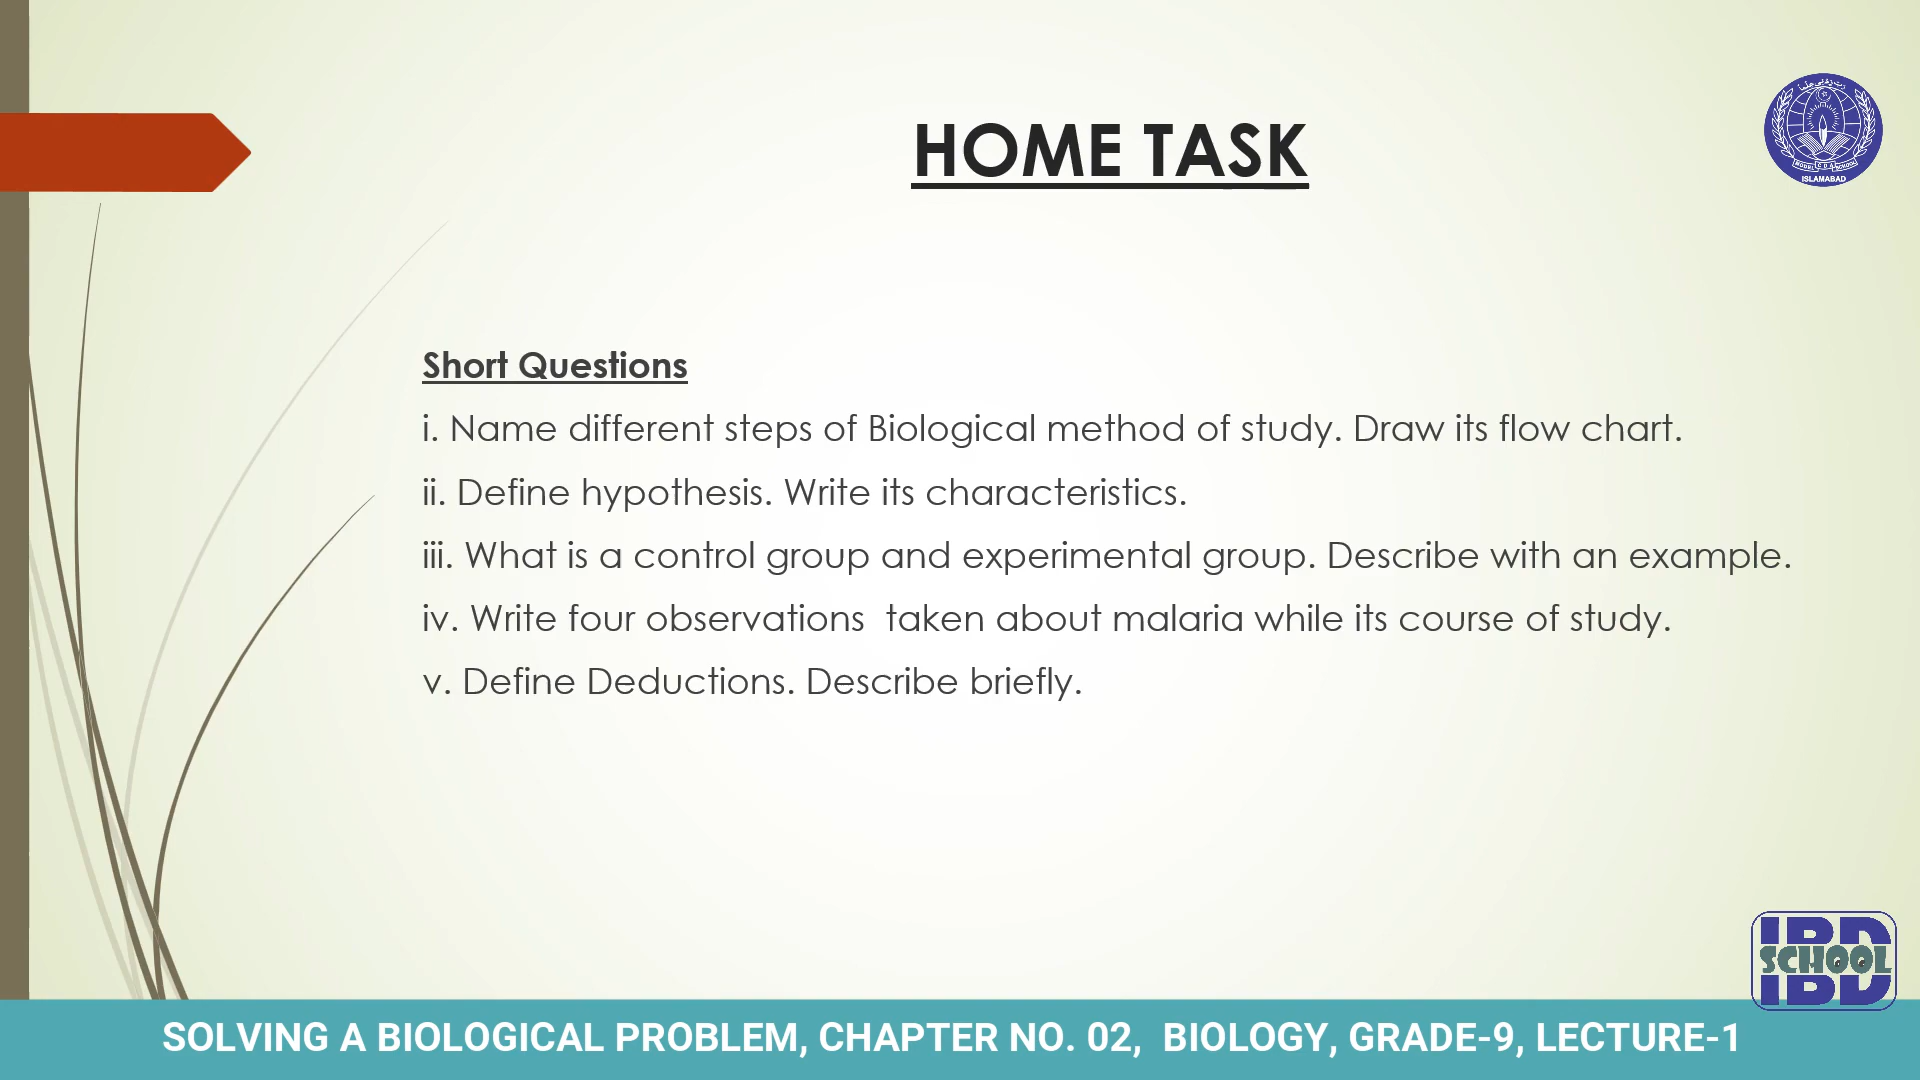 HOME TASK
Short Questions
i. Name different steps of Biological method of study. Draw its flow chart.
ii. Define hypothesis. Write its characteristics.
iii. What is a control group and experimental group. Describe with an example.
iv. Write four observations  taken about malaria while its course of study.
v. Define Deductions. Describe briefly.
ISLAMABAD
IBD
SCHOOL
IBD
SOLVING A BIOLOGICAL PROBLEM, CHAPTER NO. 02,  BIOLOGY, GRADE-9, LECTURE-1